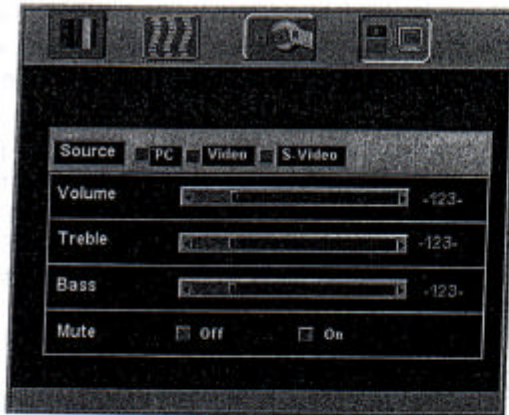 Source PC Video S-Video
Volume -123-
Treble -123-
Bass -123-
Mute Off On